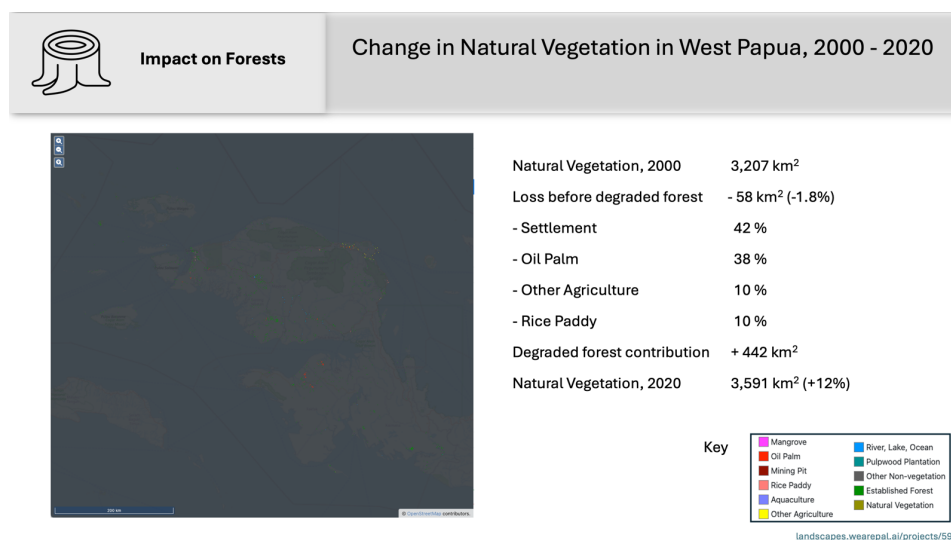 Impact on Forests
Change in Natural Vegetation in West Papua, 2000 - 2020
Natural Vegetation, 2000 3,207 km²
Loss before degraded forest - 58 km² (-1.8%)
- Settlement 42 %
- Oil Palm 38 %
- Other Agriculture 10 %
- Rice Paddy 10 %
Degraded forest contribution + 442 km²
Natural Vegetation, 2020 3,591 km² (+12%)
Key
Mangrove
Oil Palm
Mining Pit
Rice Paddy
Aquaculture
Other Agriculture
River, Lake, Ocean
Pulpwood Plantation
Other Non-vegetation
Established Forest
Natural Vegetation
© OpenStreetMap contributors.
landscapes.wearepal.ai/projects/59